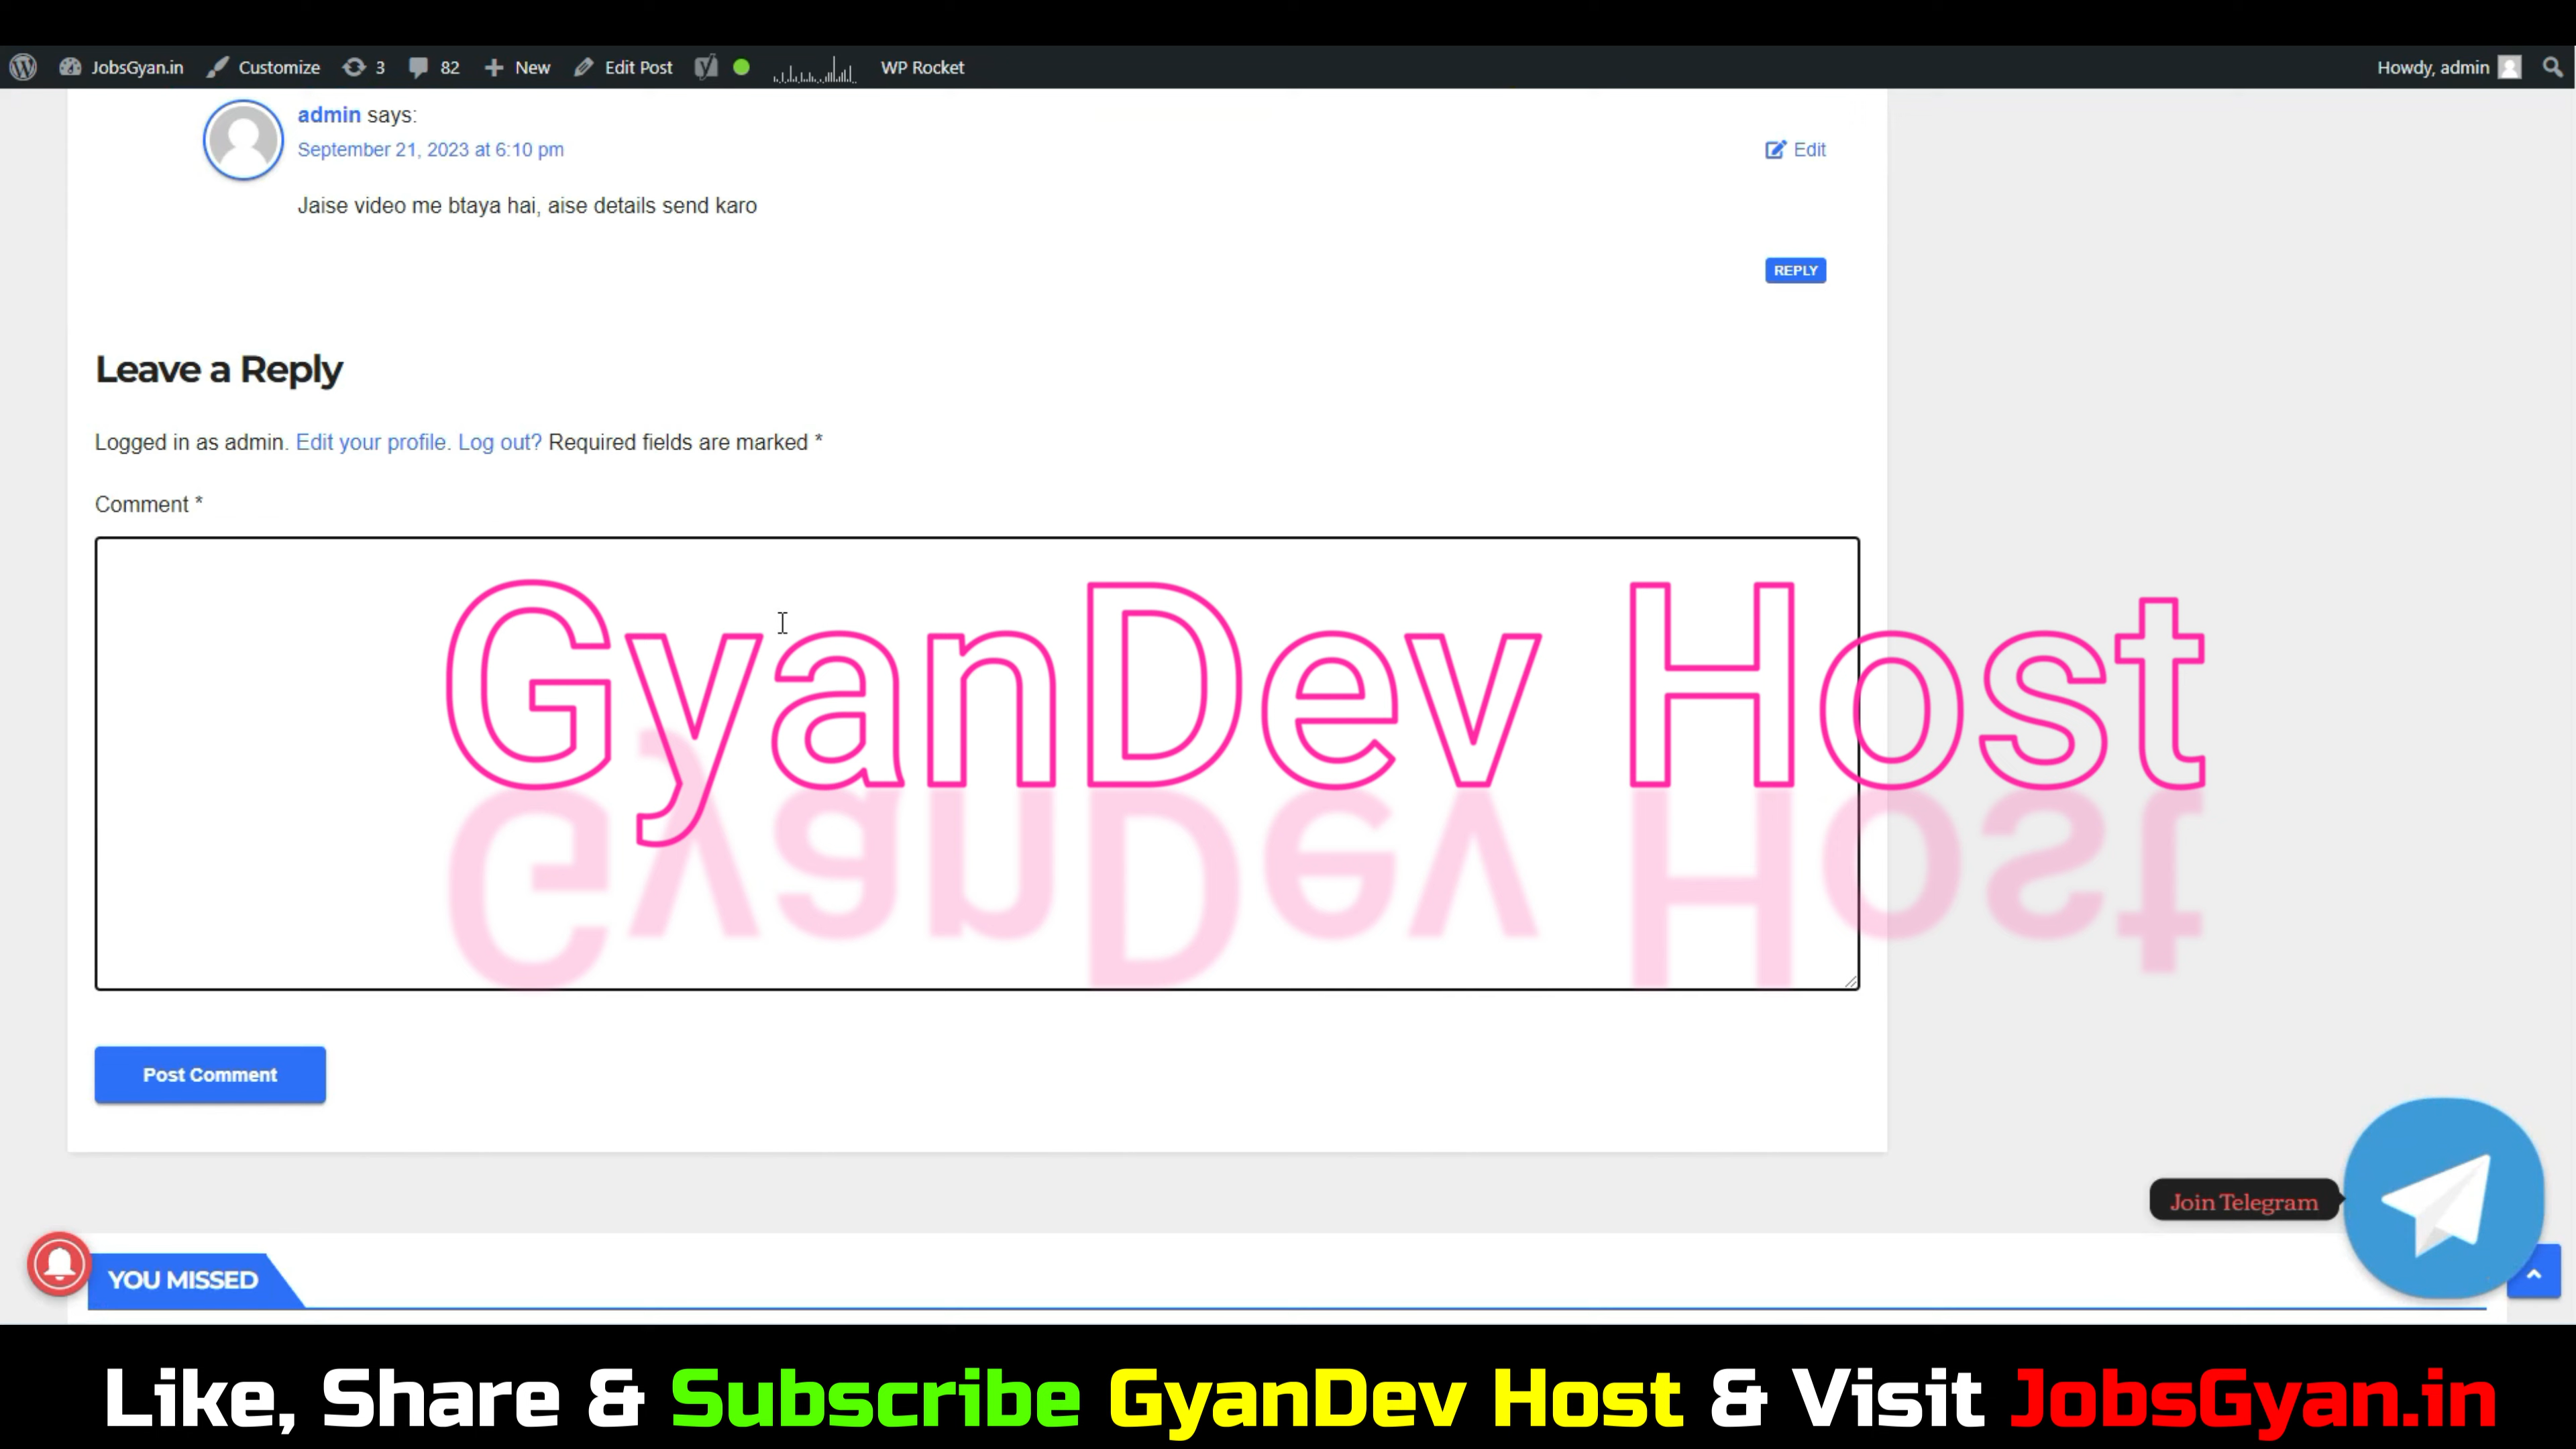 JobsGyan.in Customize 3 82 New Edit Post WP Rocket Howdy, admin
admin says:
September 21, 2023 at 6:10 pm
Edit
Jaise video me btaya hai, aise details send karo
REPLY
Leave a Reply
Logged in as admin. Edit your profile. Log out? Required fields are marked *
Comment *
GyanDev Host
Post Comment
Join Telegram
YOU MISSED
Like, Share & Subscribe GyanDev Host & Visit JobsGyan.in